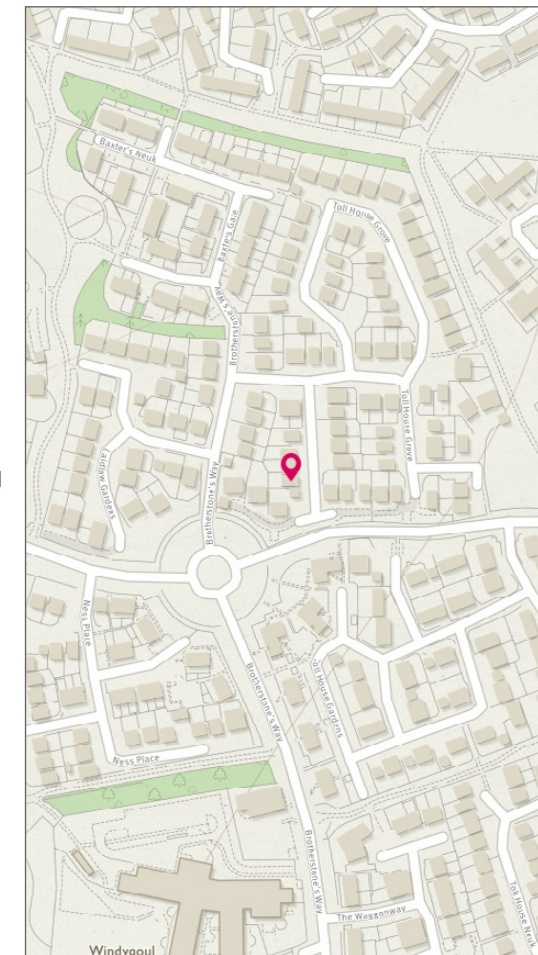 Baxter's Neuk
Toll House Grove
Baxter's Gate
Brotherstone's Way
Toll House Grove
Laidlaw Gardens
Brotherstone's Way
Ness Place
Toll House Gardens
Brotherstone's Way
Ness Place
Brotherstone's Way
Toll House Neuk
The Waggonway
Windygoul